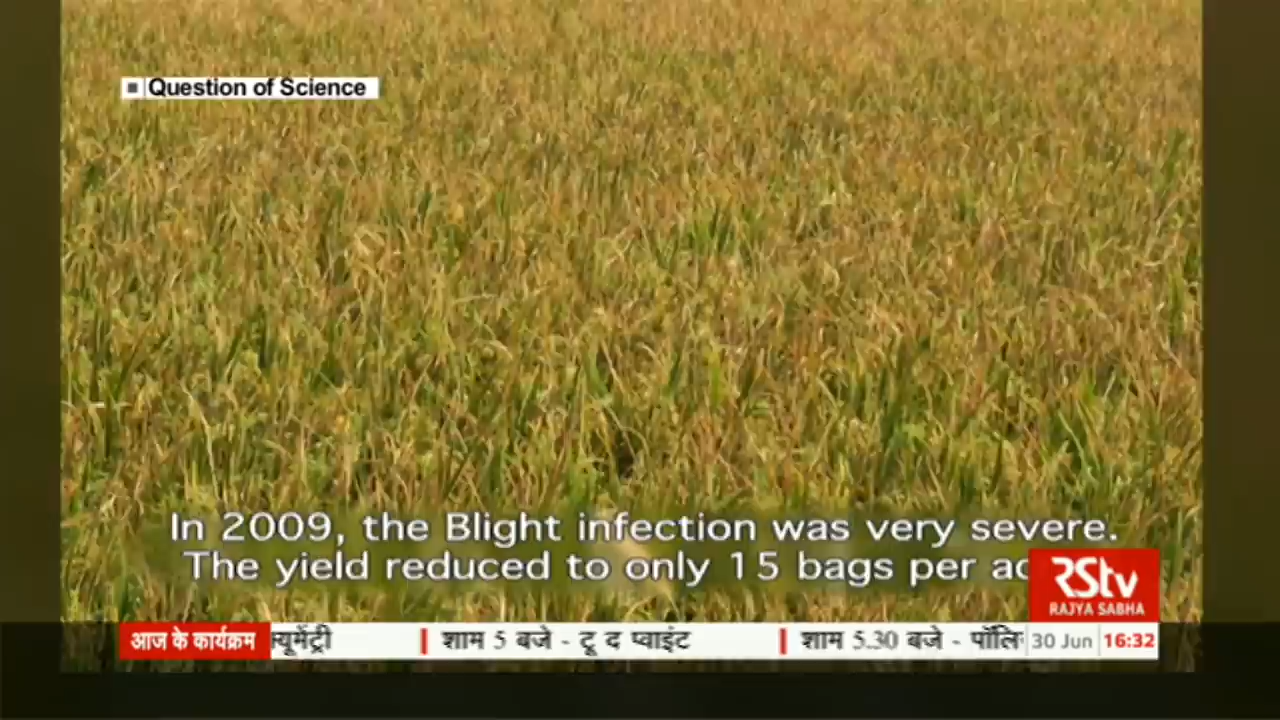 Question of Science
In 2009, the Blight infection was very severe.
The yield reduced to only 15 bags per
RStv
RAJYA SABHA
आज के कार्यक्रम
शाम 5 बजे - टू द प्वाइंट
शाम 5.30 बजे -
30 Jun
16:32